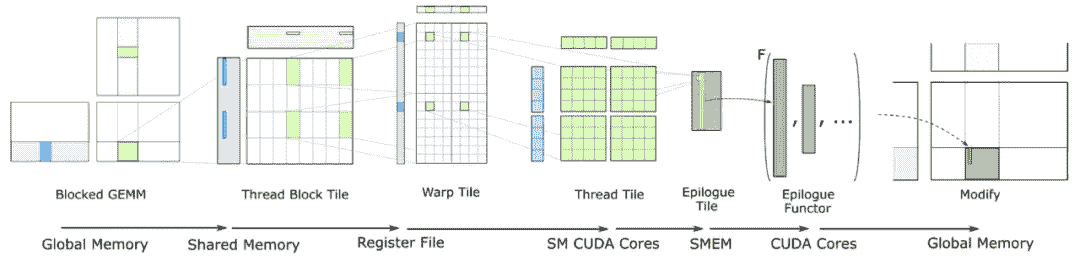 F
, , ...
Blocked GEMM
Thread Block Tile
Warp Tile
Thread Tile
Epilogue
Tile
Epilogue
Functor
Modify
Global Memory
Shared Memory
Register File
SM CUDA Cores
SMEM
CUDA Cores
Global Memory